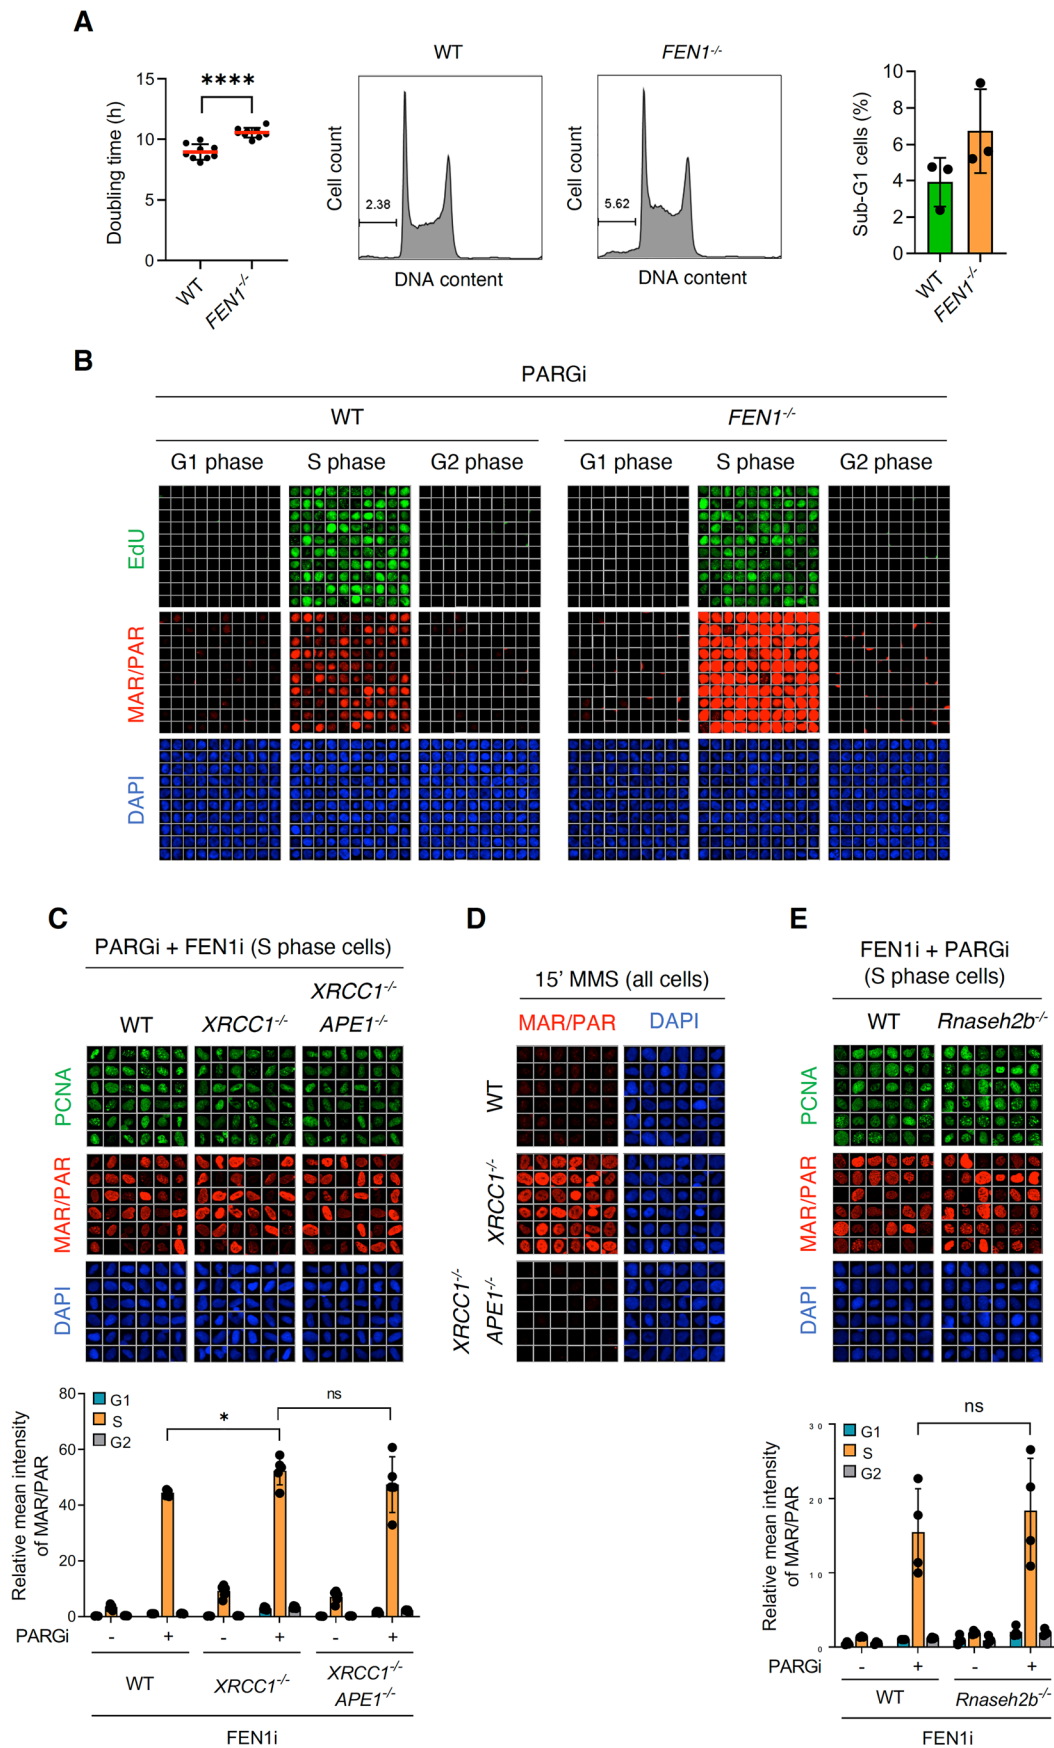 A
WT
FEN1-/-
****
15
10
5
0
Doubling time (h)
WT
FEN1-/-
Cell count
2.38
DNA content
Cell count
5.62
DNA content
10
8
6
4
2
0
Sub-G1 cells (%)
WT
FEN1-/-
B
PARGi
WT
FEN1-/-
G1 phase
S phase
G2 phase
G1 phase
S phase
G2 phase
EdU
MAR/PAR
DAPI
C
PARGi + FEN1i (S phase cells)
WT
XRCC1-/-
XRCC1-/-
APE1-/-
PCNA
MAR/PAR
DAPI
80
60
40
20
0
Relative mean intensity
of MAR/PAR
G1
S
G2
*
ns
PARGi
- + - + - +
WT
XRCC1-/-
XRCC1-/-
APE1-/-
FEN1i
D
15' MMS (all cells)
MAR/PAR
DAPI
WT
XRCC1-/-
XRCC1-/-
APE1-/-
E
FEN1i + PARGi
(S phase cells)
WT
Rnaseh2b-/-
PCNA
MAR/PAR
DAPI
30
20
10
0
Relative mean intensity
of MAR/PAR
G1
S
G2
ns
PARGi
- + - +
WT
Rnaseh2b-/-
FEN1i